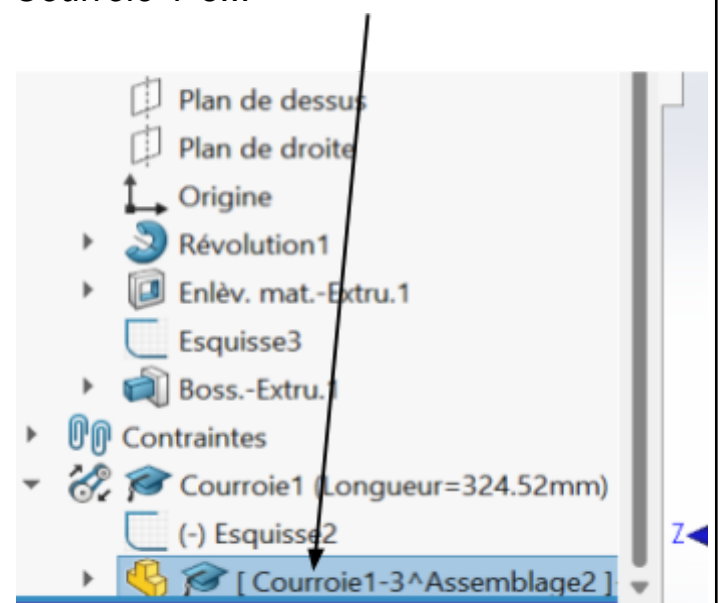 Plan de dessus
Plan de droite
Origine
Révolution1
Enlèv. mat.-Extru.1
Esquisse3
Boss.-Extru.1
Contraintes
Courroie1 (Longueur=324.52mm)
(-) Esquisse2
[ Courroie1-3^Assemblage2 ]
Z